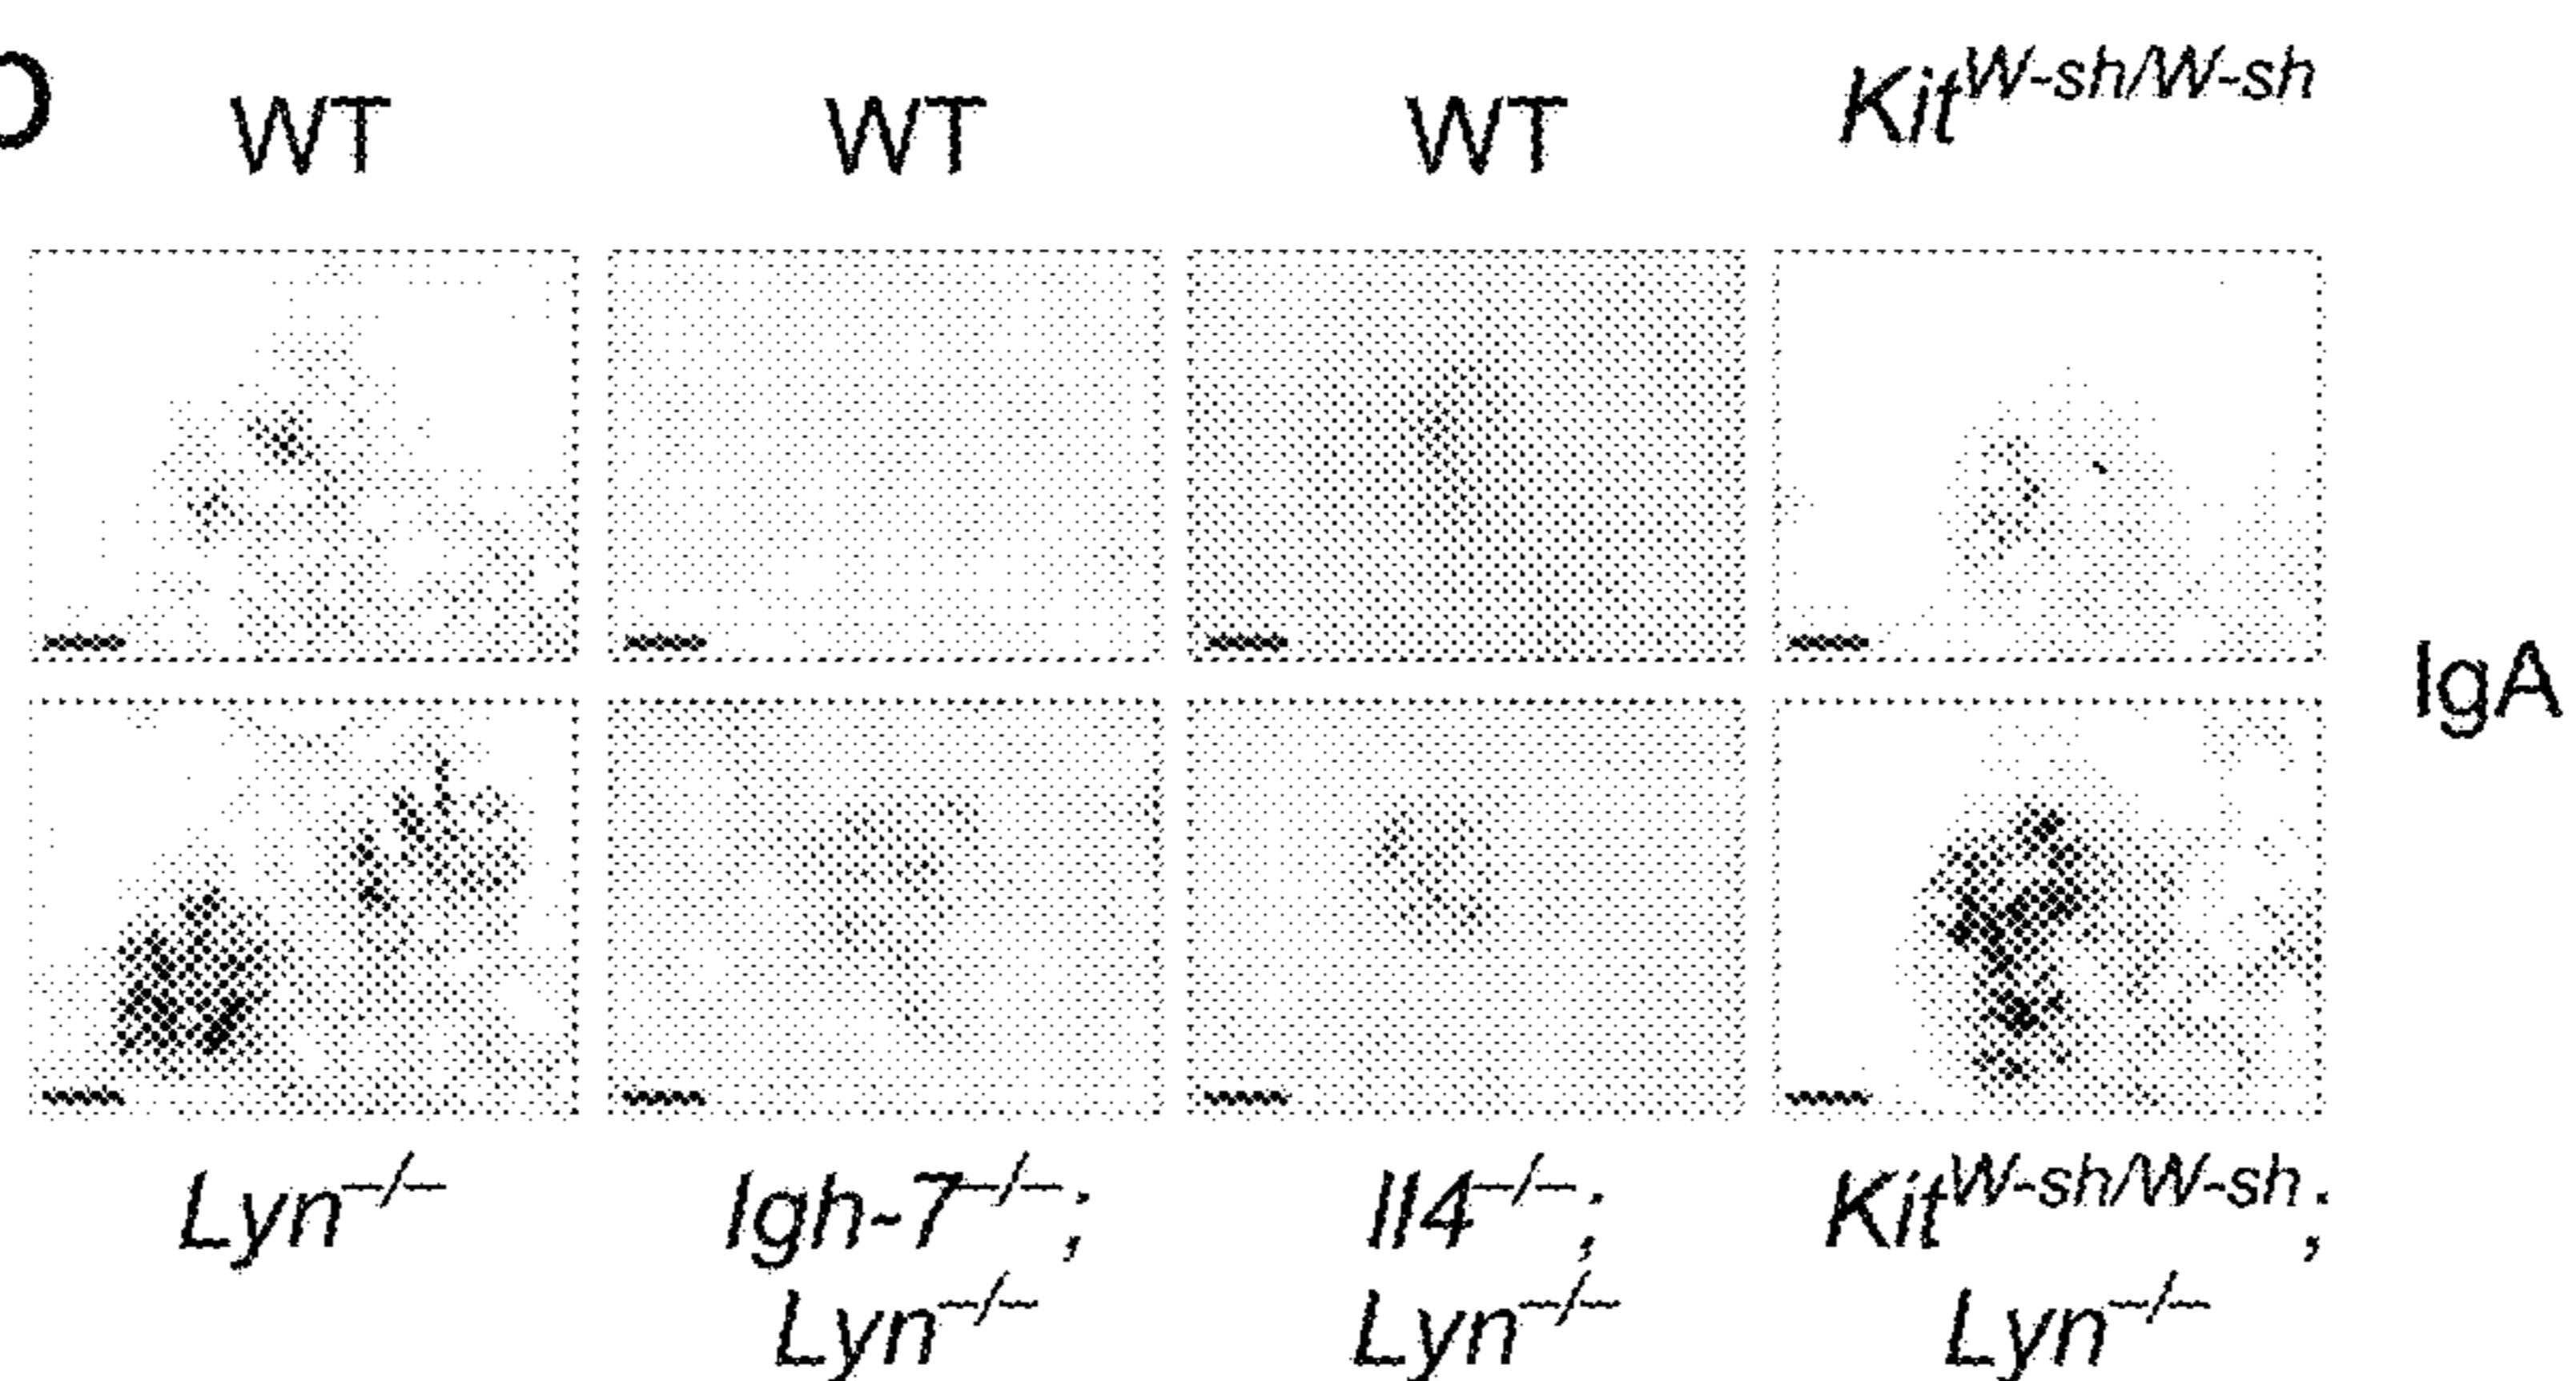 WT WT WT Kit^W-sh/W-sh
IgA
Lyn–/– Igh-7–/–; Il4–/–; Kit^W-sh/W-sh;
Lyn–/– Lyn–/– Lyn–/–